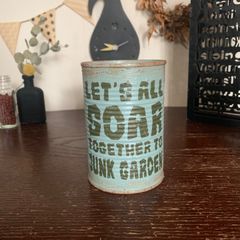 LET'S ALL
SOAR
TOGETHER TO
JUNK GARDEN